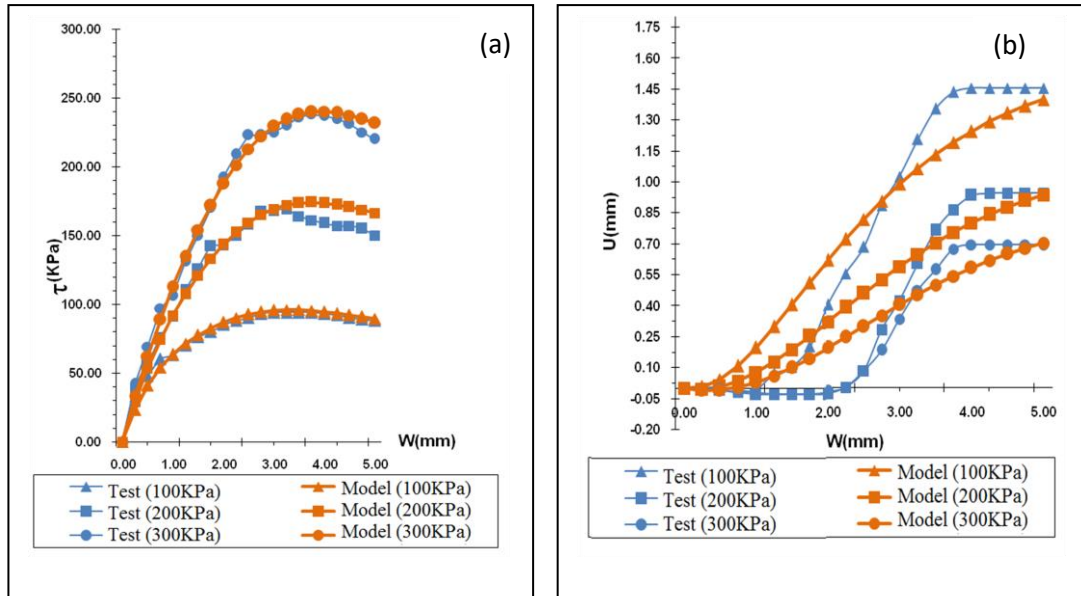 (a)
300.00
250.00
200.00
150.00
100.00
50.00
0.00
τ(KPa)
W(mm)
0.00 1.00 2.00 3.00 4.00 5.00
Test (100KPa) Model (100KPa)
Test (200KPa) Model (200KPa)
Test (300KPa) Model (300KPa)
(b)
1.75
1.60
1.45
1.30
1.15
1.00
0.85
0.70
0.55
0.40
0.25
0.10
-0.05
-0.20
U(mm)
0.00 1.00 2.00 3.00 4.00 5.00
W(mm)
Test (100KPa) Model (100KPa)
Test (200KPa) Model (200KPa)
Test (300KPa) Model (300KPa)